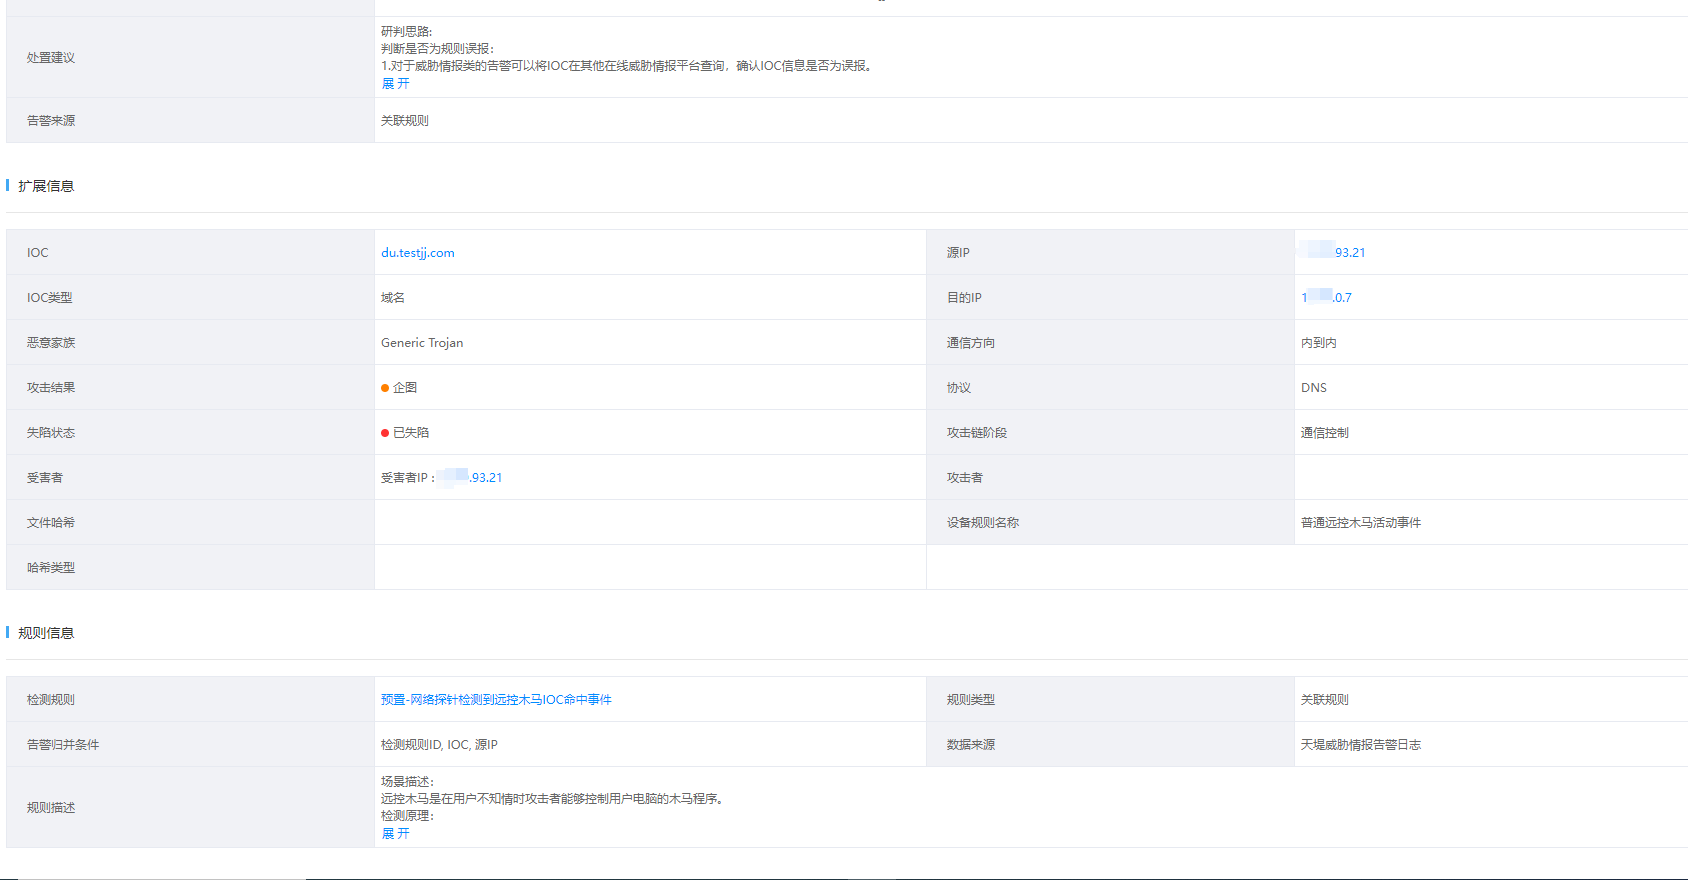 研判思路:
判断是否为规则误报:
处置建议
1.对于威胁情报类的告警可以将IOC在其他在线威胁情报平台查询，确认IOC信息是否为误报。
展开
告警来源 关联规则
扩展信息
IOC du.testjj.com 源IP 93.21
IOC类型 域名 目的IP 1 .0.7
恶意家族 Generic Trojan 通信方向 内到内
攻击结果 企图 协议 DNS
失陷状态 已失陷 攻击链阶段 通信控制
受害者 受害者IP : .93.21 攻击者
文件哈希 设备规则名称 普通远控木马活动事件
哈希类型
规则信息
检测规则 预置-网络探针检测到远控木马IOC命中事件 规则类型 关联规则
告警归并条件 检测规则ID, IOC, 源IP 数据来源 天堤威胁情报告警日志
场景描述:
远控木马是在用户不知情时攻击者能够控制用户电脑的木马程序。
规则描述
检测原理:
展开